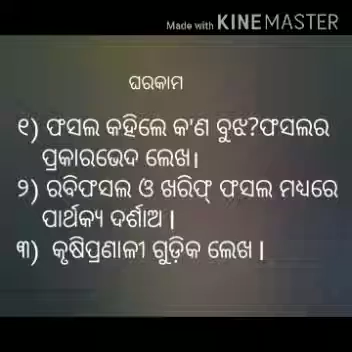 Made with KINEMASTER
ଘରକାମ
୧) ଫସଲ କହିଲେ କ'ଣ ବୁଝ?ଫସଲର
ପ୍ରକାରଭେଦ ଲେଖ।
୨) ରବିଫସଲ ଓ ଖରିଫ୍ ଫସଲ ମଧ୍ୟରେ
ପାର୍ଥକ୍ୟ ଦର୍ଶାଅ ।
୩) କୃଷିପ୍ରଣାଳୀ ଗୁଡ଼ିକ ଲେଖ ।